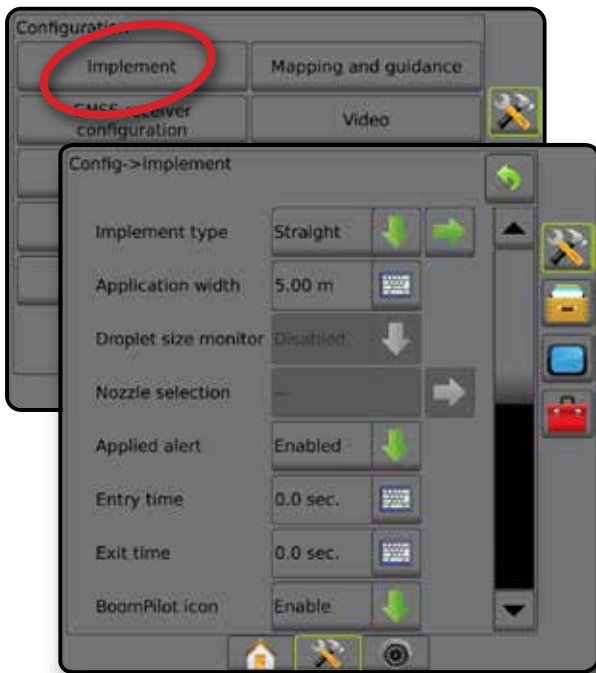 Configuration
Implement
Mapping and guidance
GNSS receiver
configuration
Video
Config->Implement
Implement type
Straight
Application width
5.00 m
Droplet size monitor
Disabled
Nozzle selection
--
Applied alert
Enabled
Entry time
0.0 sec.
Exit time
0.0 sec.
BoomPilot icon
Enable